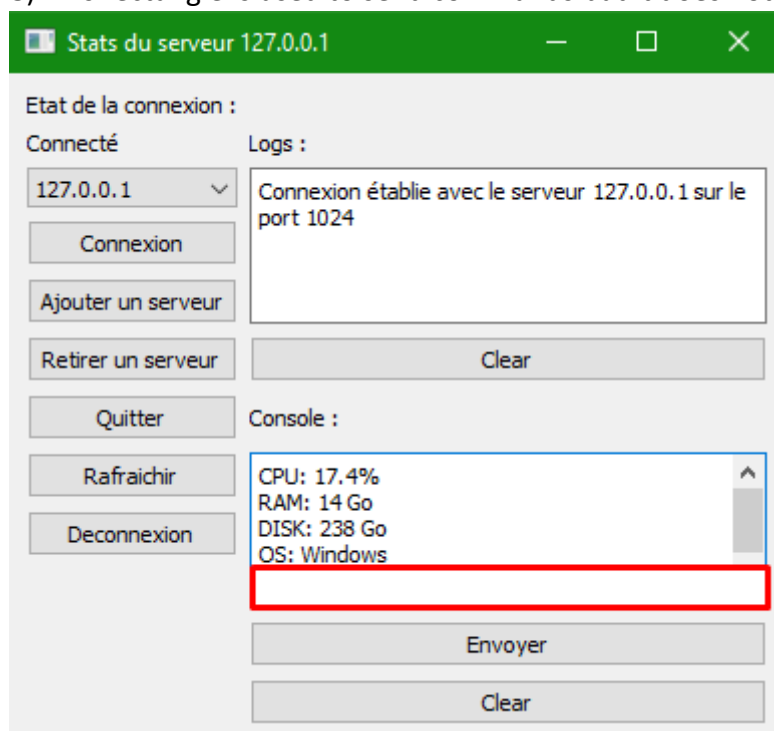 Stats du serveur 127.0.0.1
Etat de la connexion :
Connecté
Logs :
127.0.0.1
Connexion établie avec le serveur 127.0.0.1 sur le
port 1024
Connexion
Ajouter un serveur
Retirer un serveur
Clear
Quitter
Console :
Rafraichir
CPU: 17.4%
RAM: 14 Go
DISK: 238 Go
OS: Windows
Deconnexion
Envoyer
Clear